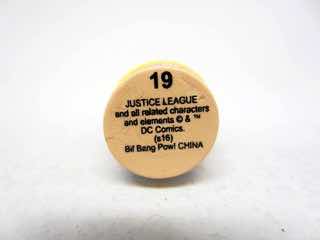 19
JUSTICE LEAGUE
and all related characters
and elements © & ™
DC Comics.
(s16)
Bif Bang Pow! CHINA